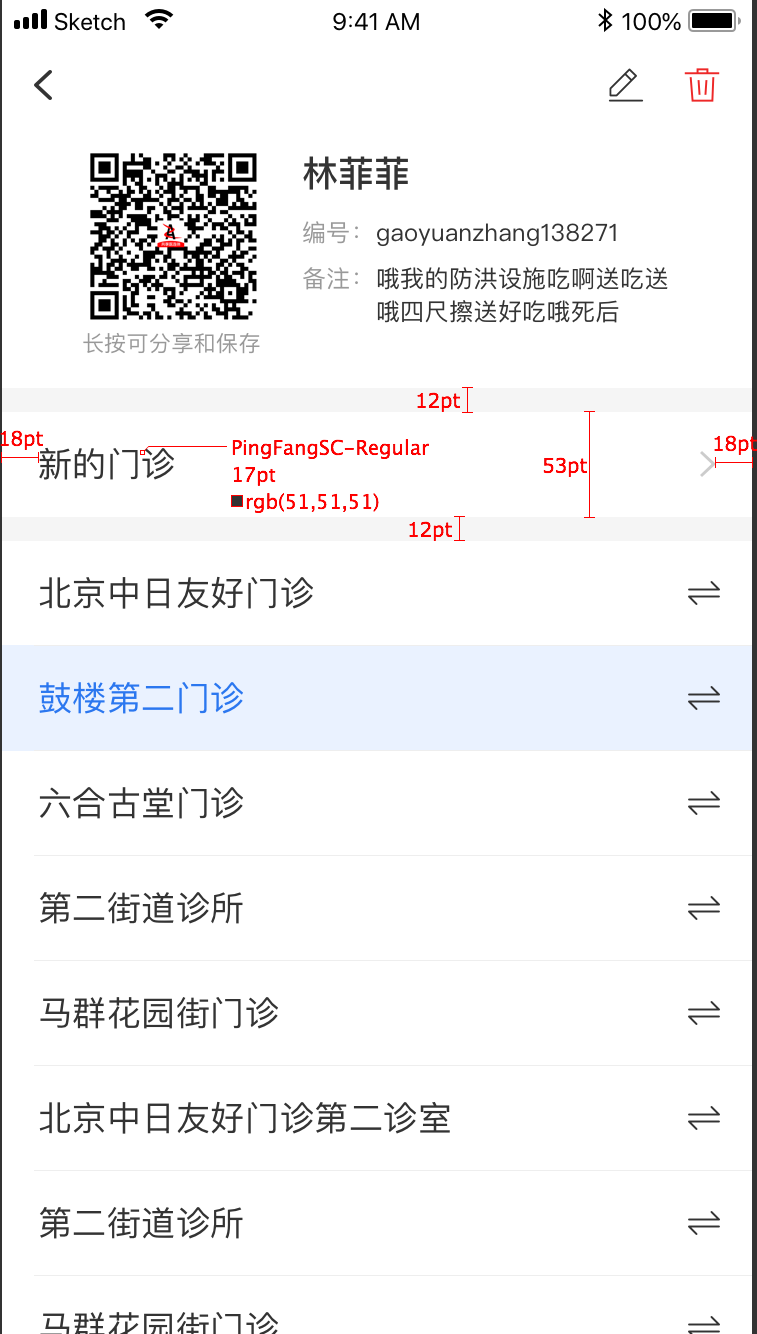 Sketch 9:41 AM 100%
林菲菲
编号: gaoyuanzhang138271
备注: 哦我的防洪设施吃啊送吃送
哦四尺擦送好吃哦死后
长按可分享和保存
12pt
18pt
新的门诊
PingFangSC-Regular
17pt
rgb(51,51,51)
53pt
18pt
12pt
北京中日友好门诊
鼓楼第二门诊
六合古堂门诊
第二街道诊所
马群花园街门诊
北京中日友好门诊第二诊室
第二街道诊所
马群花园街门诊